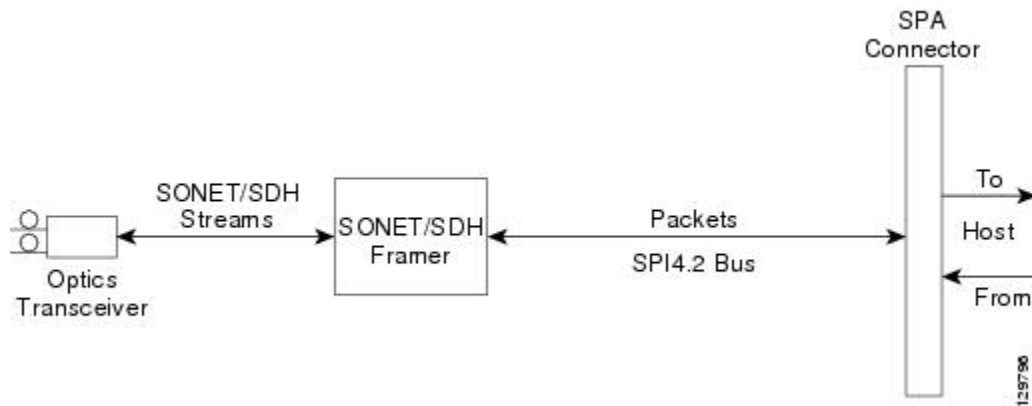 SPA
Connector
SONET/SDH
Streams
SONET/SDH
Framer
Packets
SPI4.2 Bus
To
Host
From
Optics
Transceiver
129796